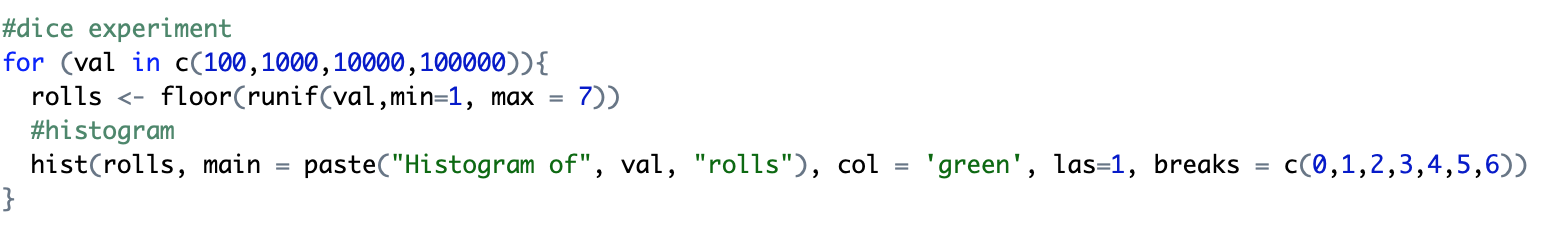 #dice experiment
for (val in c(100,1000,10000,100000)){
  rolls <- floor(runif(val,min=1, max = 7))
  #histogram
  hist(rolls, main = paste("Histogram of", val, "rolls"), col = 'green', las=1, breaks = c(0,1,2,3,4,5,6))
}